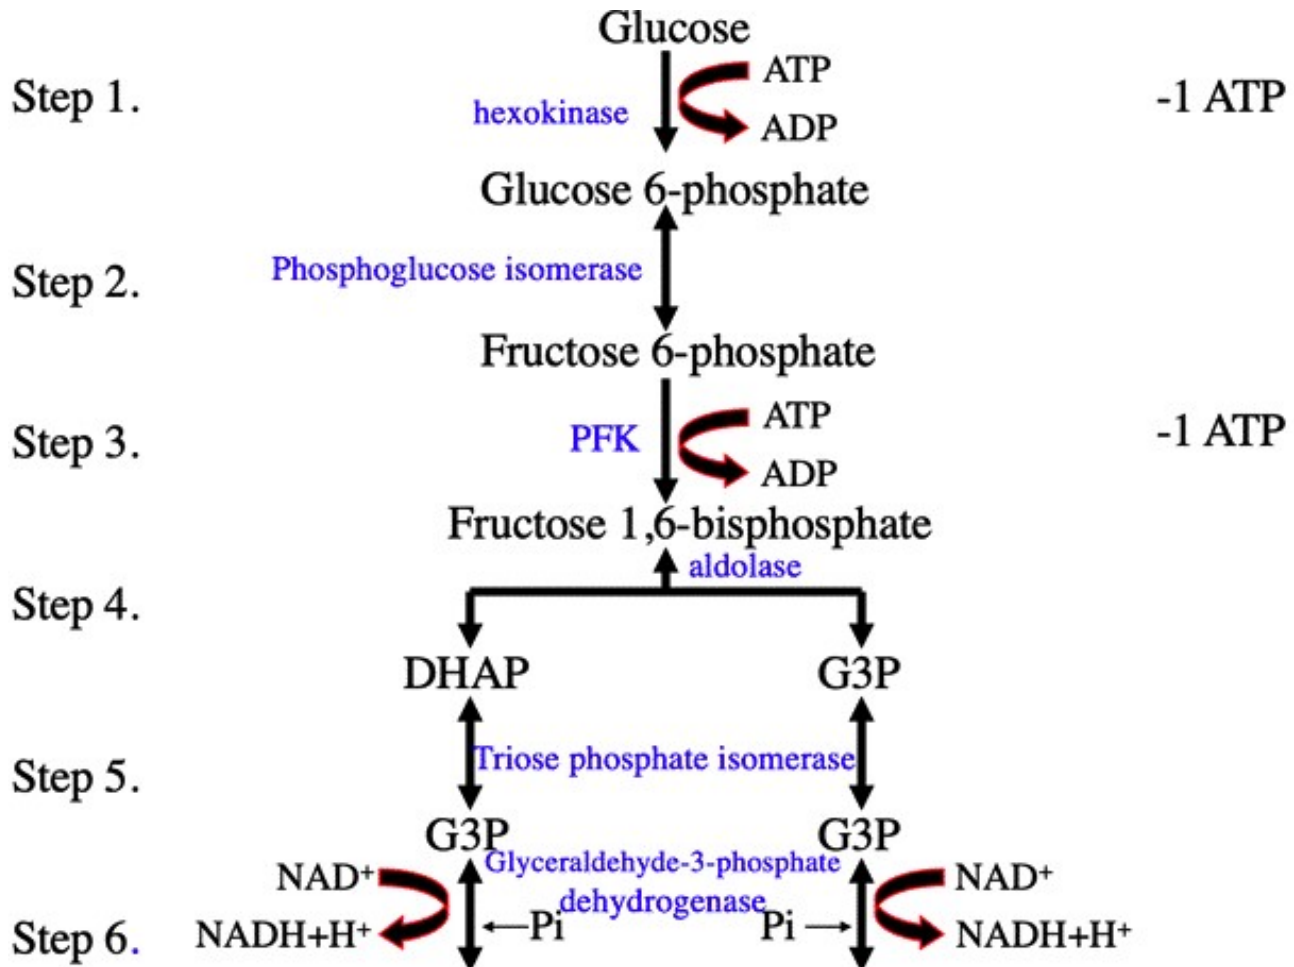 Glucose
Step 1.
hexokinase
ATP
ADP
-1 ATP
Glucose 6-phosphate
Step 2.
Phosphoglucose isomerase
Fructose 6-phosphate
Step 3.
PFK
ATP
ADP
-1 ATP
Fructose 1,6-bisphosphate
aldolase
Step 4.
DHAP
G3P
Step 5.
Triose phosphate isomerase
G3P
G3P
Glyceraldehyde-3-phosphate
dehydrogenase
NAD⁺
NAD⁺
Step 6.
NADH+H⁺
Pi
Pi
NADH+H⁺